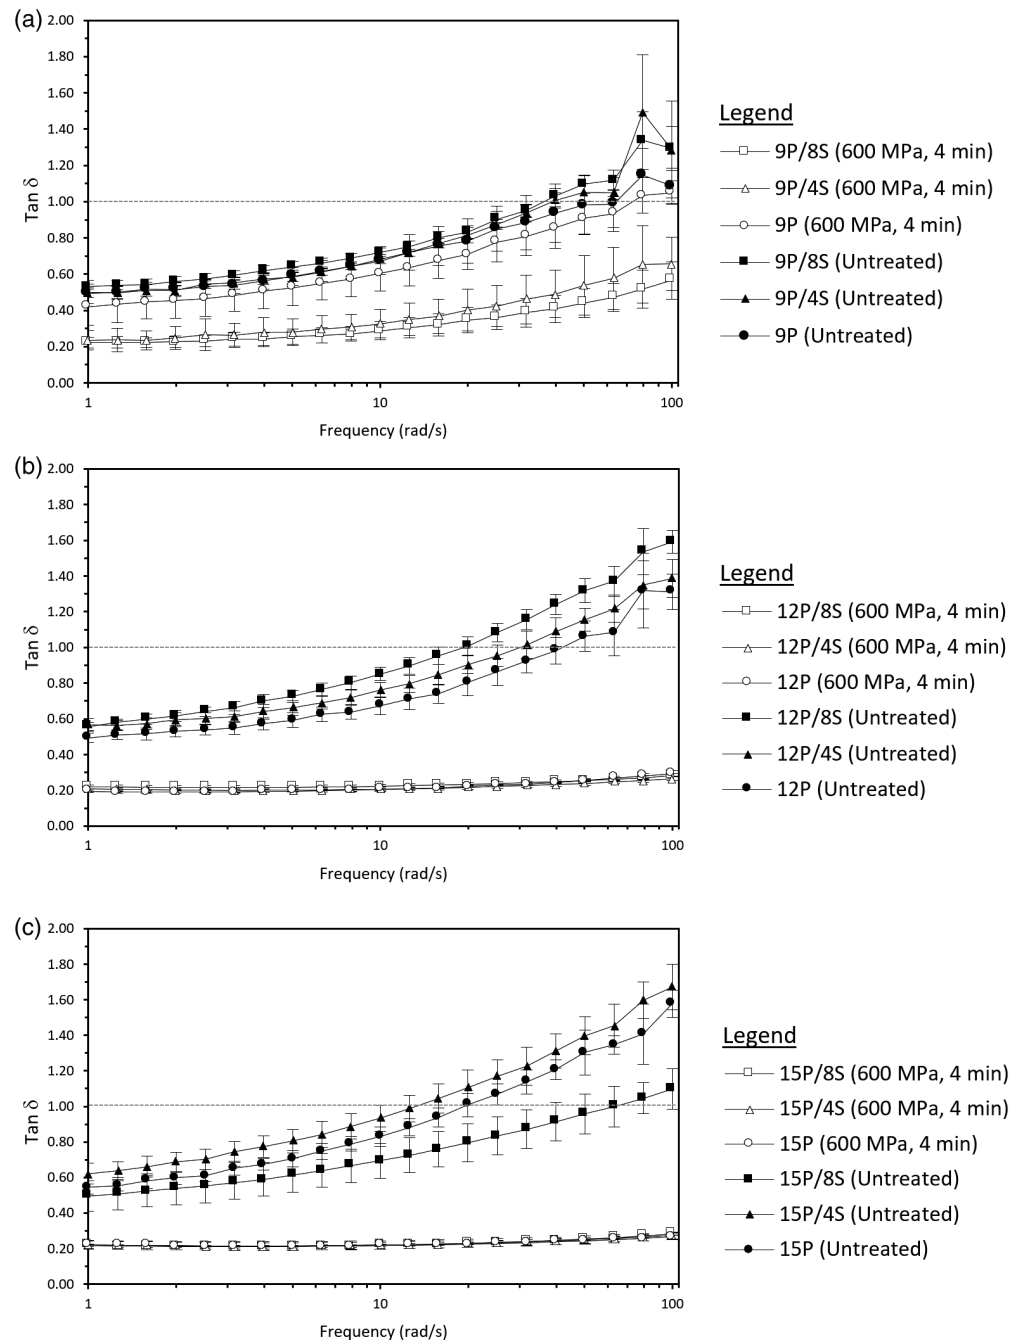 (a)
2.00
1.80
1.60
1.40
1.20
1.00
0.80
0.60
0.40
0.20
0.00
Tan δ
1
10
100
Frequency (rad/s)
Legend
9P/8S (600 MPa, 4 min)
9P/4S (600 MPa, 4 min)
9P (600 MPa, 4 min)
9P/8S (Untreated)
9P/4S (Untreated)
9P (Untreated)
(b)
2.00
1.80
1.60
1.40
1.20
1.00
0.80
0.60
0.40
0.20
0.00
Tan δ
1
10
100
Frequency (rad/s)
Legend
12P/8S (600 MPa, 4 min)
12P/4S (600 MPa, 4 min)
12P (600 MPa, 4 min)
12P/8S (Untreated)
12P/4S (Untreated)
12P (Untreated)
(c)
2.00
1.80
1.60
1.40
1.20
1.00
0.80
0.60
0.40
0.20
0.00
Tan δ
1
10
100
Frequency (rad/s)
Legend
15P/8S (600 MPa, 4 min)
15P/4S (600 MPa, 4 min)
15P (600 MPa, 4 min)
15P/8S (Untreated)
15P/4S (Untreated)
15P (Untreated)